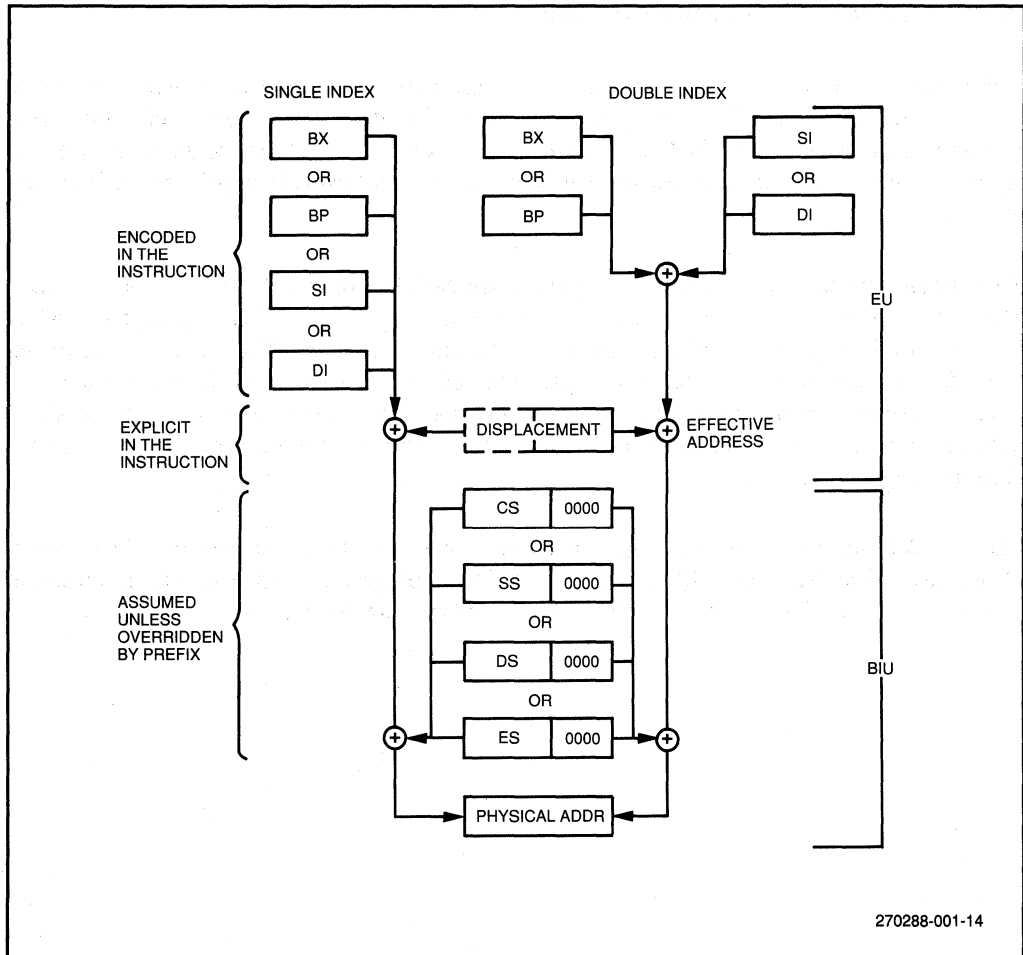 SINGLE INDEX
DOUBLE INDEX
BX
BX
SI
OR
OR
OR
BP
BP
DI
ENCODED
IN THE
INSTRUCTION
OR
SI
EU
OR
DI
EXPLICIT
IN THE
INSTRUCTION
DISPLACEMENT
EFFECTIVE
ADDRESS
CS 0000
OR
SS 0000
ASSUMED
UNLESS
OVERRIDDEN
BY PREFIX
OR
DS 0000
BIU
OR
ES 0000
PHYSICAL ADDR
270288-001-14